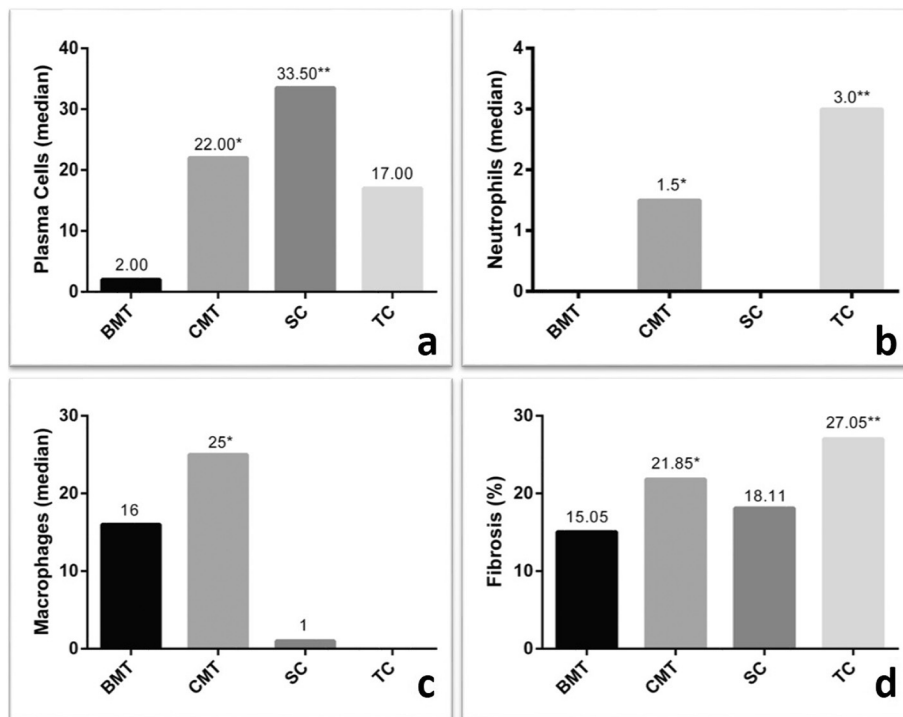 Plasma Cells (median)
40
30
20
10
0
2.00
22.00*
33.50**
17.00
BMT
CMT
SC
TC
a
Neutrophils (median)
4
3
2
1
0
1.5*
3.0**
BMT
CMT
SC
TC
b
Macrophages (median)
30
20
10
0
16
25*
1
BMT
CMT
SC
TC
c
Fibrosis (%)
30
20
10
0
15.05
21.85*
18.11
27.05**
BMT
CMT
SC
TC
d